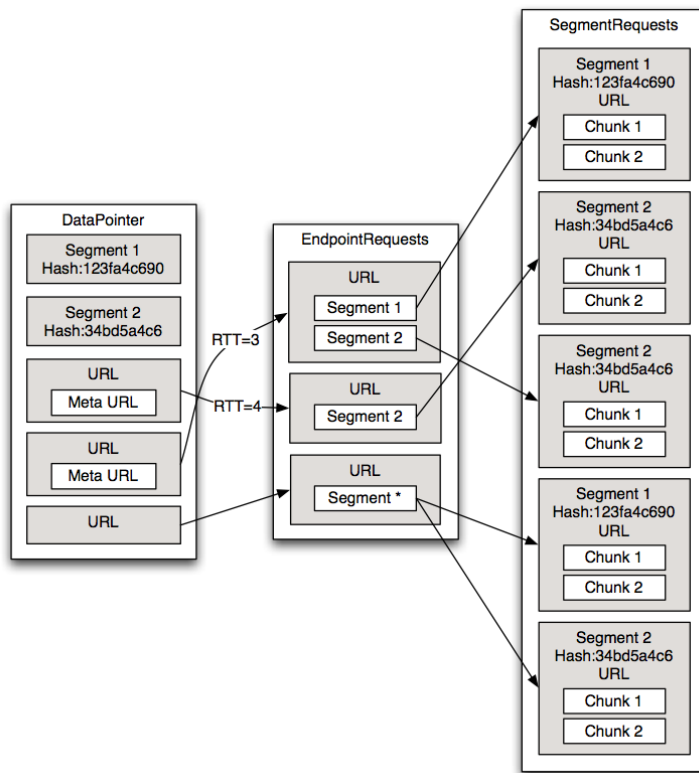 DataPointer
Segment 1
Hash:123fa4c690
Segment 2
Hash:34bd5a4c6
URL
Meta URL
URL
Meta URL
URL
RTT=3
RTT=4
EndpointRequests
URL
Segment 1
Segment 2
URL
Segment 2
URL
Segment *
SegmentRequests
Segment 1
Hash:123fa4c690
URL
Chunk 1
Chunk 2
Segment 2
Hash:34bd5a4c6
URL
Chunk 1
Chunk 2
Segment 2
Hash:34bd5a4c6
URL
Chunk 1
Chunk 2
Segment 1
Hash:123fa4c690
URL
Chunk 1
Chunk 2
Segment 2
Hash:34bd5a4c6
URL
Chunk 1
Chunk 2